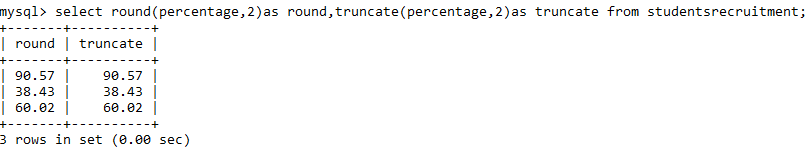 mysql> select round(percentage,2)as round,truncate(percentage,2)as truncate from studentsrecruitment;
+-------+----------+
| round | truncate |
+-------+----------+
| 90.57 |    90.57 |
| 38.43 |    38.43 |
| 60.02 |    60.02 |
+-------+----------+
3 rows in set (0.00 sec)